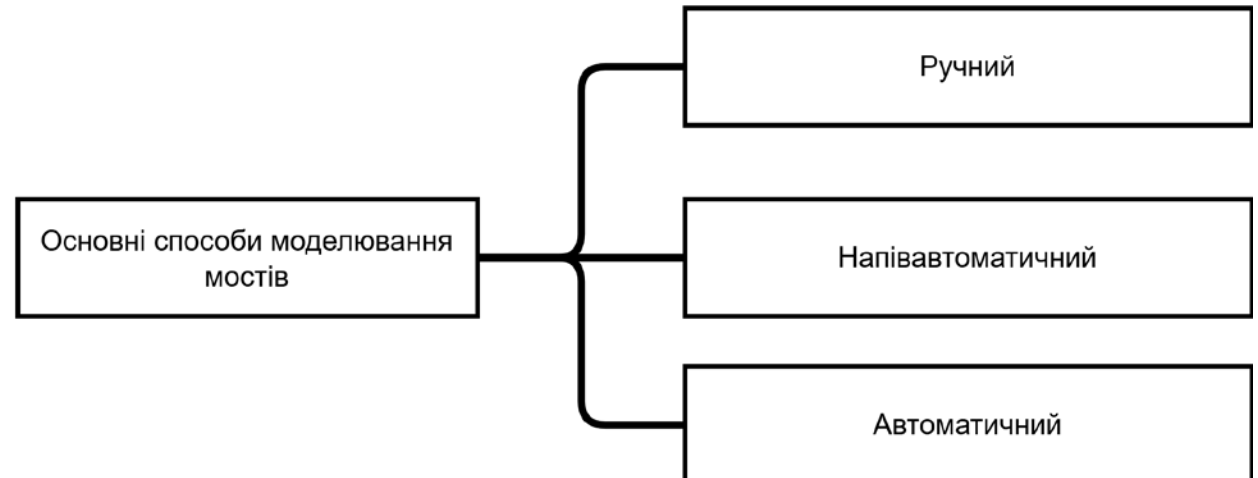 Ручний
Основні способи моделювання
мостів
Напівавтоматичний
Автоматичний